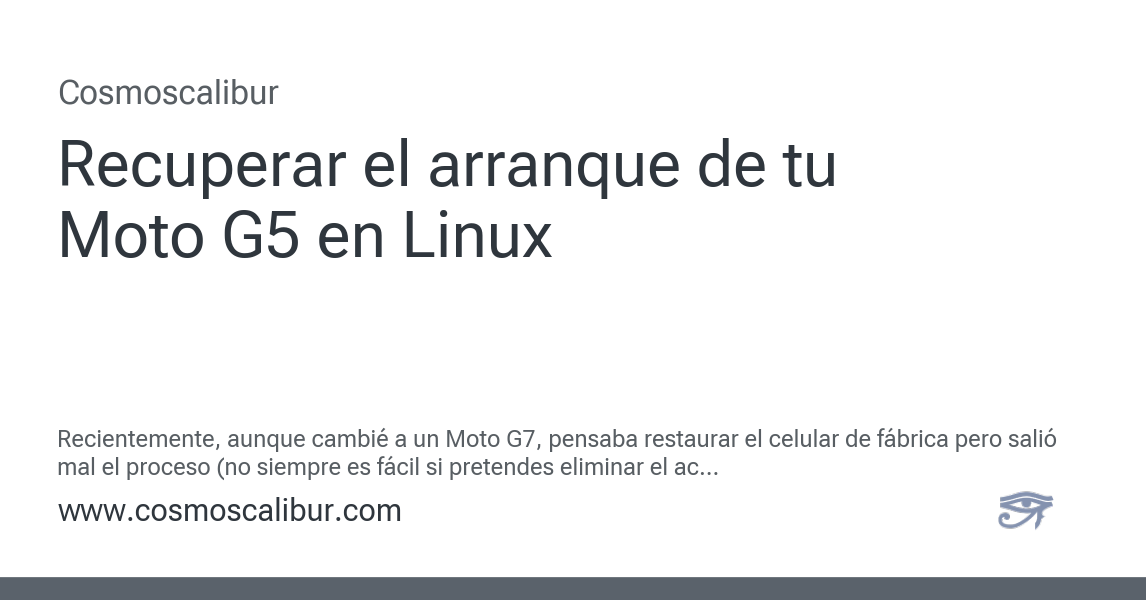 Cosmoscalibur
Recuperar el arranque de tu
Moto G5 en Linux
Recientemente, aunque cambié a un Moto G7, pensaba restaurar el celular de fábrica pero salió
mal el proceso (no siempre es fácil si pretendes eliminar el ac...
www.cosmoscalibur.com